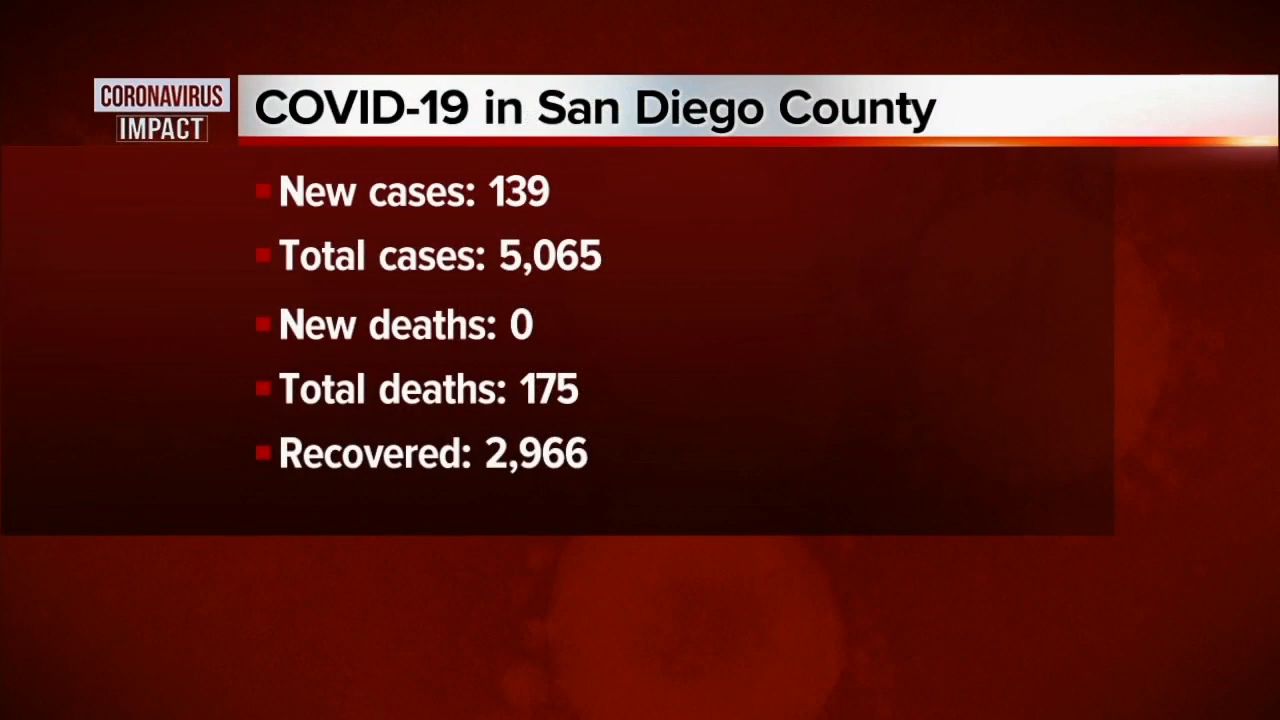 CORONAVIRUS
IMPACT
COVID-19 in San Diego County
New cases: 139
Total cases: 5,065
New deaths: 0
Total deaths: 175
Recovered: 2,966